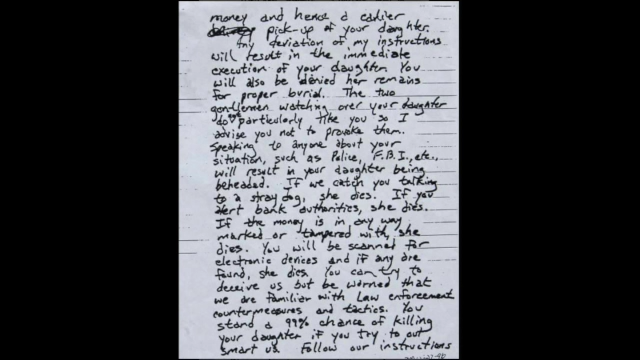 money and hence a earlier
pick-up of your daughter.
Any deviation of my instructions
will result in the immediate
execution of your daughter. You
will also be denied her remains
for proper burial. The two
gentlemen watching over your daughter
do not particularly like you so I
advise you not to provoke them.
Speaking to anyone about your
situation, such as Police, F.B.I., etc.,
will result in your daughter being
beheaded. If we catch you talking
to a stray dog, she dies. If you
alert bank authorities, she dies.
If the money is in any way
marked or tampered with, she
dies. You will be scanned for
electronic devices and if any are
found, she dies. You can try to
deceive us but be warned that
we are familiar with Law enforcement
countermeasures and tactics. You
stand a 99% chance of killing
your daughter if you try to out
smart us. Follow our instructions